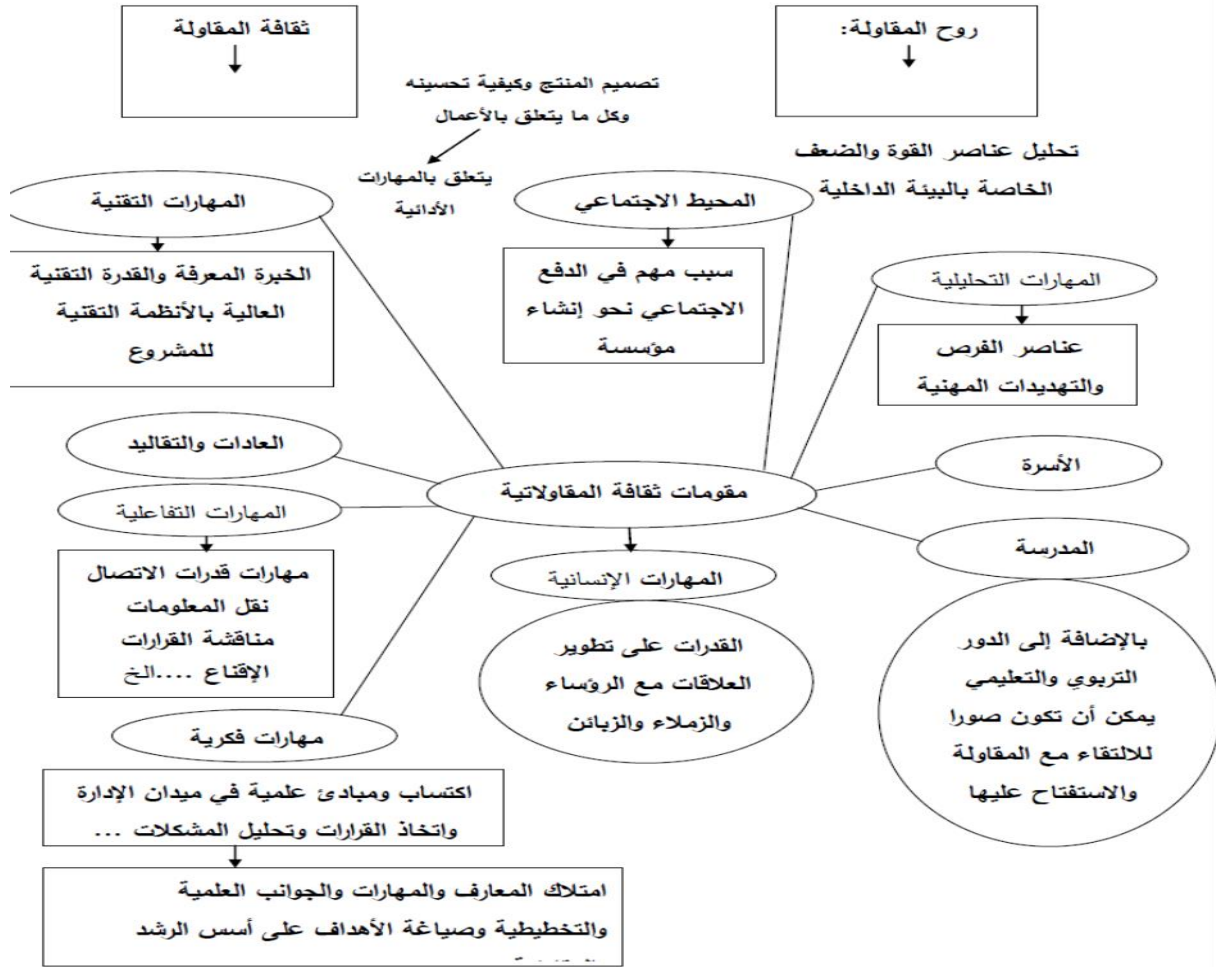 روح المقاولة:
ثقافة المقاولة
تصميم المنتج وكيفية تحسينه
وكل ما يتعلق بالأعمال
يتعلق بالمهارات
الأدائية
تحليل عناصر القوة والضعف
الخاصة بالبيئة الداخلية
المحيط الاجتماعي
سبب مهم في الدفع
الاجتماعي نحو إنشاء
مؤسسة
المهارات التقنية
الخبرة المعرفة والقدرة التقنية
العالية بالأنظمة التقنية
للمشروع
المهارات التحليلية
عناصر الفرص
والتهديدات المهنية
العادات والتقاليد
الأسرة
مقومات ثقافة المقاولاتية
المهارات التفاعلية
مهارات قدرات الاتصال
نقل المعلومات
مناقشة القرارات
الإقناع ....الخ
المدرسة
بالإضافة إلى الدور
التربوي والتعليمي
يمكن أن تكون صورا
للالتقاء مع المقاولة
والاستفتاح عليها
المهارات الإنسانية
القدرات على تطوير
العلاقات مع الرؤساء
والزملاء والزبائن
مهارات فكرية
اكتساب ومبادئ علمية في ميدان الإدارة
واتخاذ القرارات وتحليل المشكلات ...
امتلاك المعارف والمهارات والجوانب العلمية
والتخطيطية وصياغة الأهداف على أسس الرشد